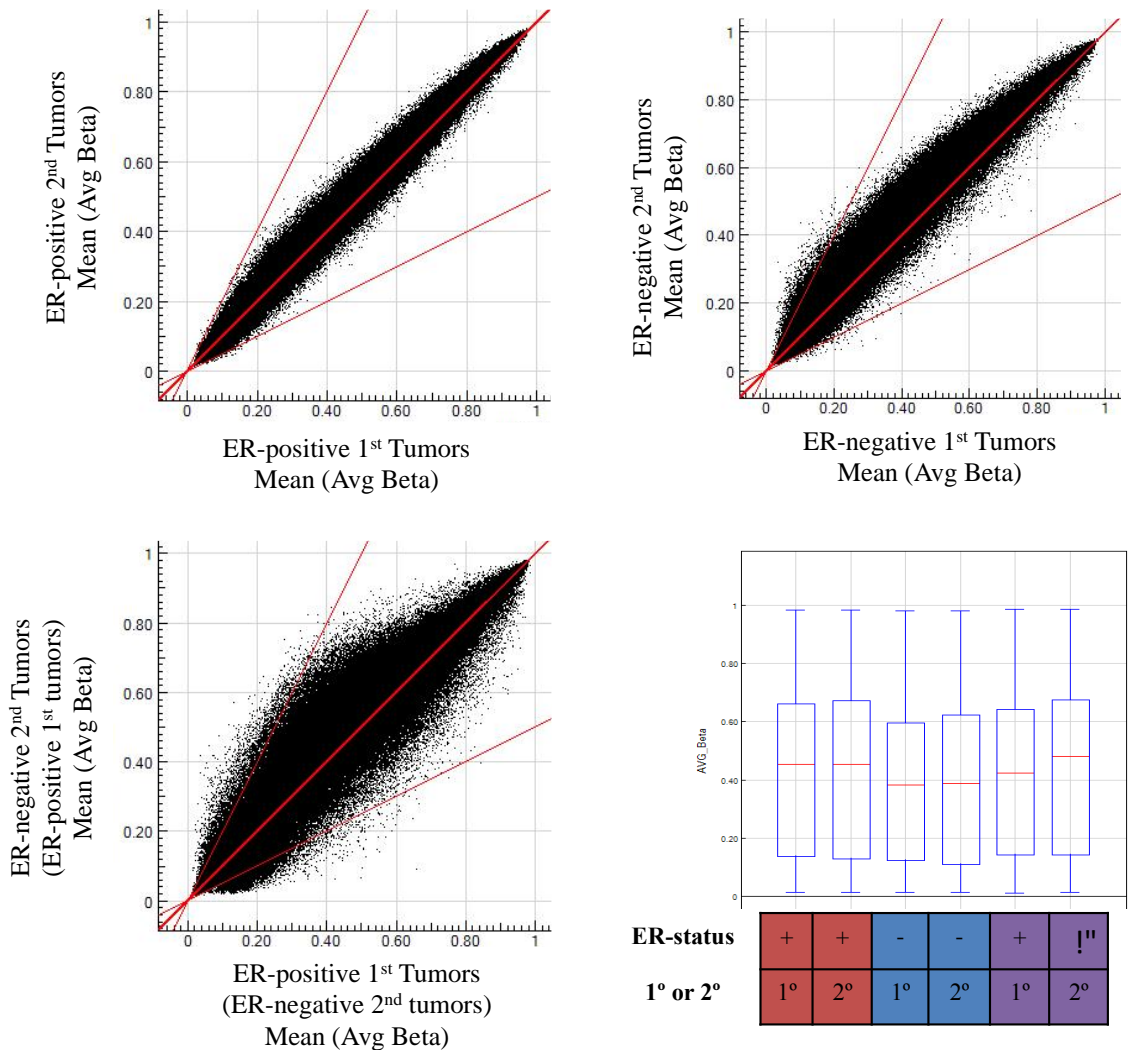 1
0.80
0.60
0.40
0.20
0
0 0.20 0.40 0.60 0.80 1
ER-positive 2nd Tumors
Mean (Avg Beta)
ER-positive 1st Tumors
Mean (Avg Beta)
1
0.80
0.60
0.40
0.20
0
0 0.20 0.40 0.60 0.80 1
ER-negative 2nd Tumors
Mean (Avg Beta)
ER-negative 1st Tumors
Mean (Avg Beta)
1
0.80
0.60
0.40
0.20
0
0 0.20 0.40 0.60 0.80 1
ER-negative 2nd Tumors
(ER-positive 1st tumors)
Mean (Avg Beta)
ER-positive 1st Tumors
(ER-negative 2nd tumors)
Mean (Avg Beta)
1
0.80
0.60
0.40
0.20
0
AVG_Beta
ER-status + + - - + !"
1º or 2º 1º 2º 1º 2º 1º 2º